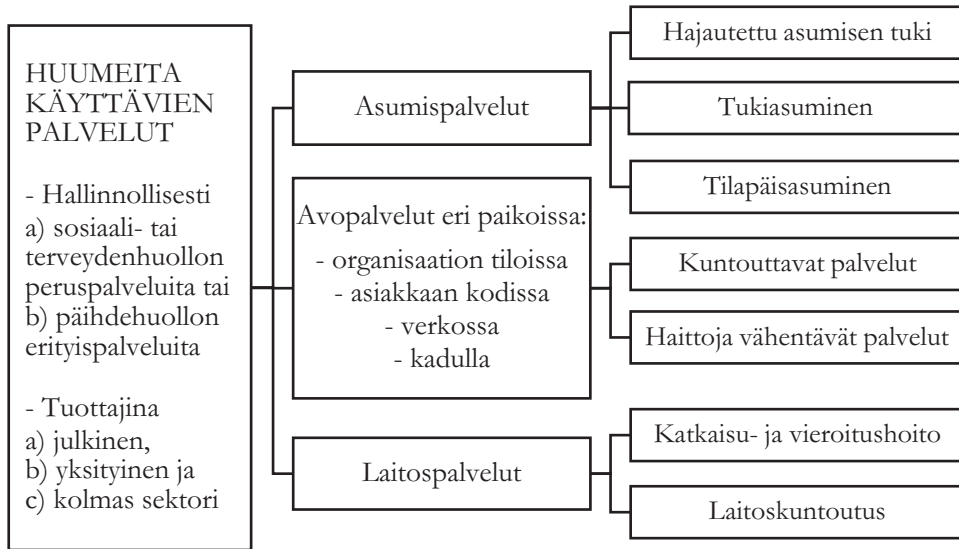 HUUMEITA
KÄYTTÄVIEN
PALVELUT
- Hallinnollisesti
a) sosiaali- tai
terveydenhuollon
peruspalveluita tai
b) päihdehuollon
erityispalveluita
- Tuottajina
a) julkinen,
b) yksityinen ja
c) kolmas sektori
Asumispalvelut
Hajautettu asumisen tuki
Tukiasuminen
Tilapäisasuminen
Avopalvelut eri paikoissa:
- organisaation tiloissa
- asiakkaan kodissa
- verkossa
- kadulla
Kuntouttavat palvelut
Haittoja vähentävät palvelut
Laitospalvelut
Katkaisu- ja vieroitushoito
Laitoskuntoutus